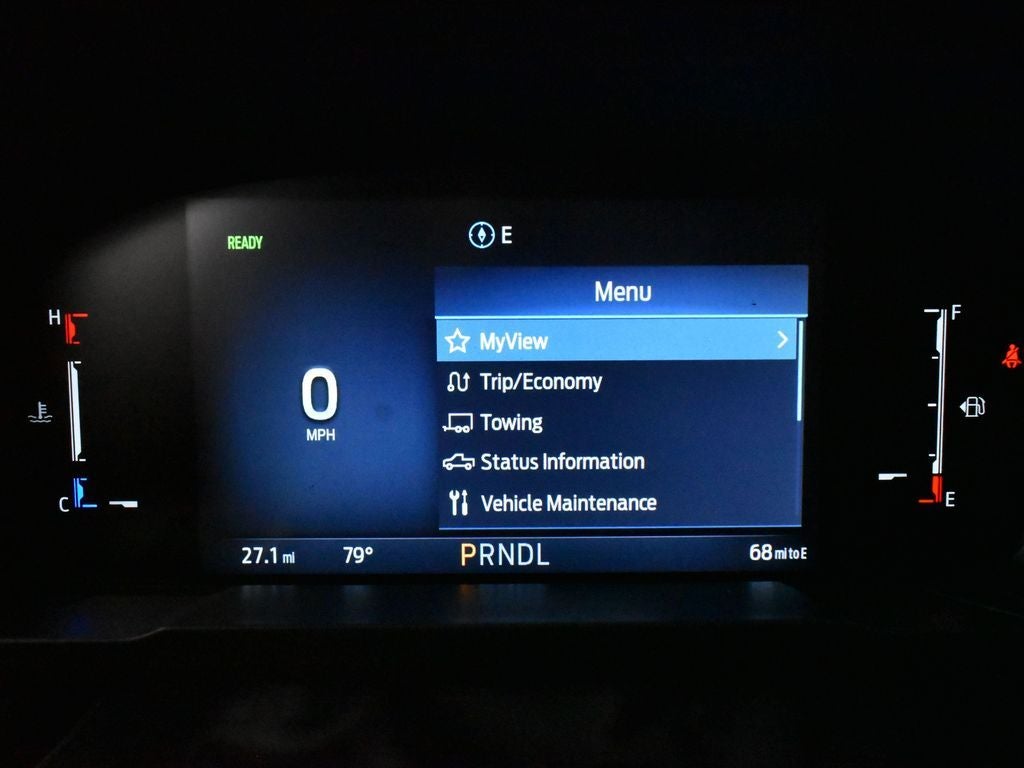 READY
E
Menu
H
F
MyView
Trip/Economy
0
MPH
Towing
Status Information
C
E
Vehicle Maintenance
27.1 mi 79° PRNDL 68 mi to E